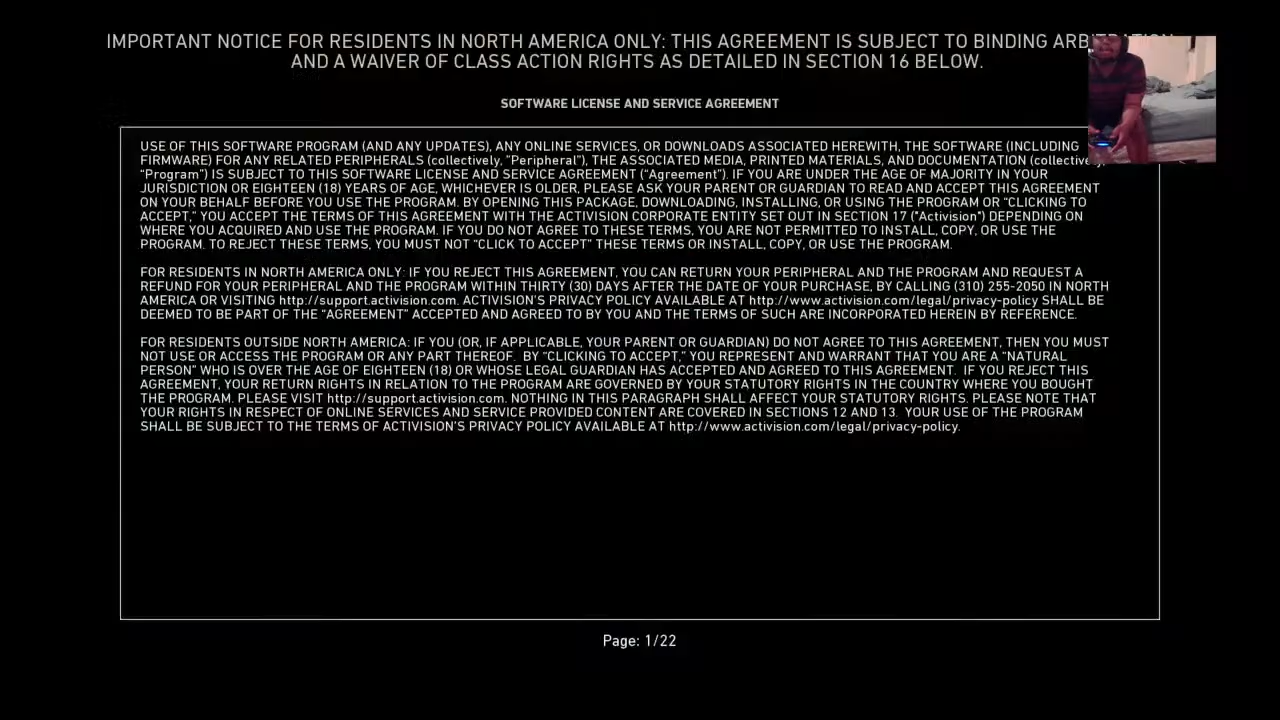 IMPORTANT NOTICE FOR RESIDENTS IN NORTH AMERICA ONLY: THIS AGREEMENT IS SUBJECT TO BINDING ARBITRATION
AND A WAIVER OF CLASS ACTION RIGHTS AS DETAILED IN SECTION 16 BELOW.
SOFTWARE LICENSE AND SERVICE AGREEMENT
USE OF THIS SOFTWARE PROGRAM (AND ANY UPDATES), ANY ONLINE SERVICES, OR DOWNLOADS ASSOCIATED HEREWITH, THE SOFTWARE (INCLUDING
FIRMWARE) FOR ANY RELATED PERIPHERALS (collectively, "Peripheral"), THE ASSOCIATED MEDIA, PRINTED MATERIALS, AND DOCUMENTATION (collectively,
"Program") IS SUBJECT TO THIS SOFTWARE LICENSE AND SERVICE AGREEMENT ("Agreement"). IF YOU ARE UNDER THE AGE OF MAJORITY IN YOUR
JURISDICTION OR EIGHTEEN (18) YEARS OF AGE, WHICHEVER IS OLDER, PLEASE ASK YOUR PARENT OR GUARDIAN TO READ AND ACCEPT THIS AGREEMENT
ON YOUR BEHALF BEFORE YOU USE THE PROGRAM. BY OPENING THIS PACKAGE, DOWNLOADING, INSTALLING, OR USING THE PROGRAM OR "CLICKING TO
ACCEPT," YOU ACCEPT THE TERMS OF THIS AGREEMENT WITH THE ACTIVISION CORPORATE ENTITY SET OUT IN SECTION 17 ("Activision") DEPENDING ON
WHERE YOU ACQUIRED AND USE THE PROGRAM. IF YOU DO NOT AGREE TO THESE TERMS, YOU ARE NOT PERMITTED TO INSTALL, COPY, OR USE THE
PROGRAM. TO REJECT THESE TERMS, YOU MUST NOT "CLICK TO ACCEPT" THESE TERMS OR INSTALL, COPY, OR USE THE PROGRAM.
FOR RESIDENTS IN NORTH AMERICA ONLY: IF YOU REJECT THIS AGREEMENT, YOU CAN RETURN YOUR PERIPHERAL AND THE PROGRAM AND REQUEST A
REFUND FOR YOUR PERIPHERAL AND THE PROGRAM WITHIN THIRTY (30) DAYS AFTER THE DATE OF YOUR PURCHASE, BY CALLING (310) 255-2050 IN NORTH
AMERICA OR VISITING http://support.activision.com. ACTIVISION'S PRIVACY POLICY AVAILABLE AT http://www.activision.com/legal/privacy-policy SHALL BE
DEEMED TO BE PART OF THE "AGREEMENT" ACCEPTED AND AGREED TO BY YOU AND THE TERMS OF SUCH ARE INCORPORATED HEREIN BY REFERENCE.
FOR RESIDENTS OUTSIDE NORTH AMERICA: IF YOU (OR, IF APPLICABLE, YOUR PARENT OR GUARDIAN) DO NOT AGREE TO THIS AGREEMENT, THEN YOU MUST
NOT USE OR ACCESS THE PROGRAM OR ANY PART THEREOF. BY "CLICKING TO ACCEPT," YOU REPRESENT AND WARRANT THAT YOU ARE A "NATURAL
PERSON" WHO IS OVER THE AGE OF EIGHTEEN (18) OR WHOSE LEGAL GUARDIAN HAS ACCEPTED AND AGREED TO THIS AGREEMENT. IF YOU REJECT THIS
AGREEMENT, YOUR RETURN RIGHTS IN RELATION TO THE PROGRAM ARE GOVERNED BY YOUR STATUTORY RIGHTS IN THE COUNTRY WHERE YOU BOUGHT
THE PROGRAM. PLEASE VISIT http://support.activision.com. NOTHING IN THIS PARAGRAPH SHALL AFFECT YOUR STATUTORY RIGHTS. PLEASE NOTE THAT
YOUR RIGHTS IN RESPECT OF ONLINE SERVICES AND SERVICE PROVIDED CONTENT ARE COVERED IN SECTIONS 12 AND 13. YOUR USE OF THE PROGRAM
SHALL BE SUBJECT TO THE TERMS OF ACTIVISION'S PRIVACY POLICY AVAILABLE AT http://www.activision.com/legal/privacy-policy.
Page: 1/22